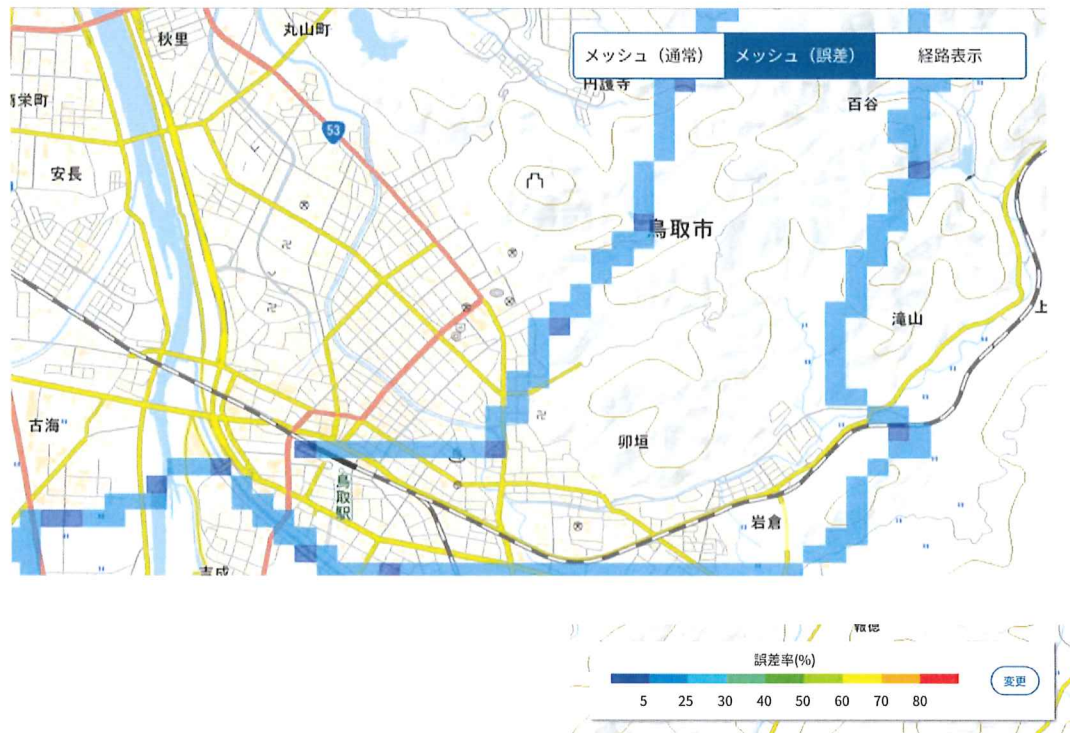 丸山町
秋里
メッシュ（通常）
メッシュ（誤差）
経路表示
円護寺
百谷
栄町
53
安長
鳥取市
滝山
上
古海
卯垣
鳥取駅
岩倉
吉成
報徳
誤差率(%)
5 25 30 40 50 60 70 80
変更